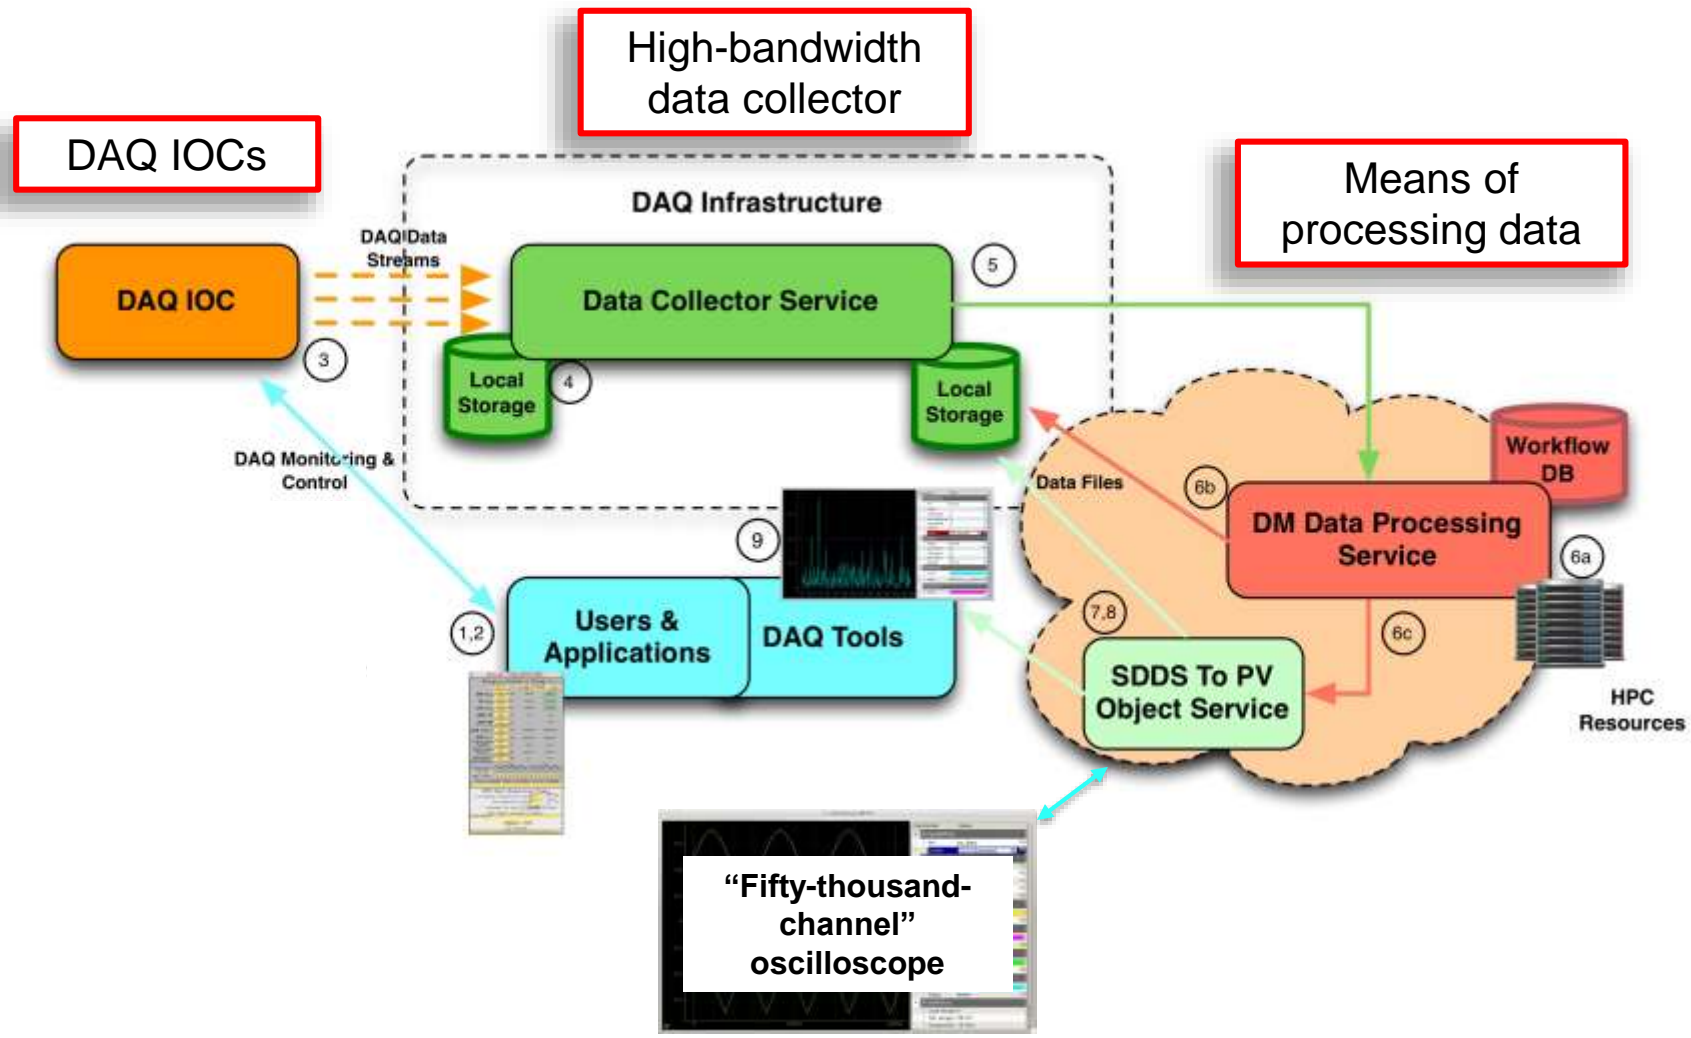 High-bandwidth
data collector
DAQ IOCs
Means of
processing data
DAQ Infrastructure
DAQ Data
Streams
DAQ IOC
Data Collector Service
5
3
Local
Storage
4
Local
Storage
DAQ Monitoring &
Control
Data Files
6b
Workflow
DB
DM Data Processing
Service
6a
9
1,2
Users &
Applications
DAQ Tools
7,8
6c
SDDS To PV
Object Service
HPC
Resources
“Fifty-thousand-
channel”
oscilloscope